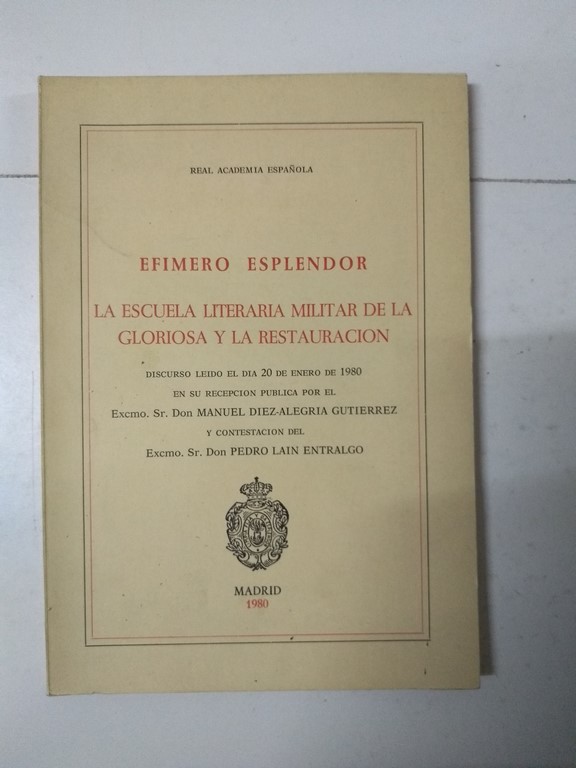 REAL ACADEMIA ESPAÑOLA
EFIMERO ESPLENDOR
LA ESCUELA LITERARIA MILITAR DE LA
GLORIOSA Y LA RESTAURACION
DISCURSO LEIDO EL DIA 20 DE ENERO DE 1980
EN SU RECEPCION PUBLICA POR EL
Excmo. Sr. Don MANUEL DIEZ-ALEGRIA GUTIERREZ
Y CONTESTACION DEL
Excmo. Sr. Don PEDRO LAIN ENTRALGO
MADRID
1980